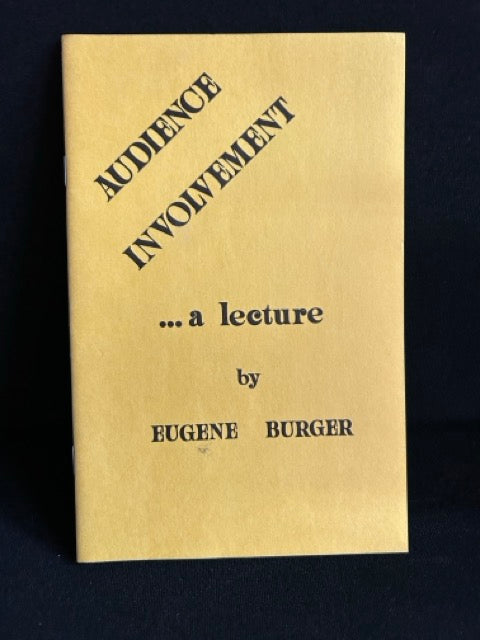 AUDIENCE
INVOLVEMENT
... a lecture
by
EUGENE BURGER